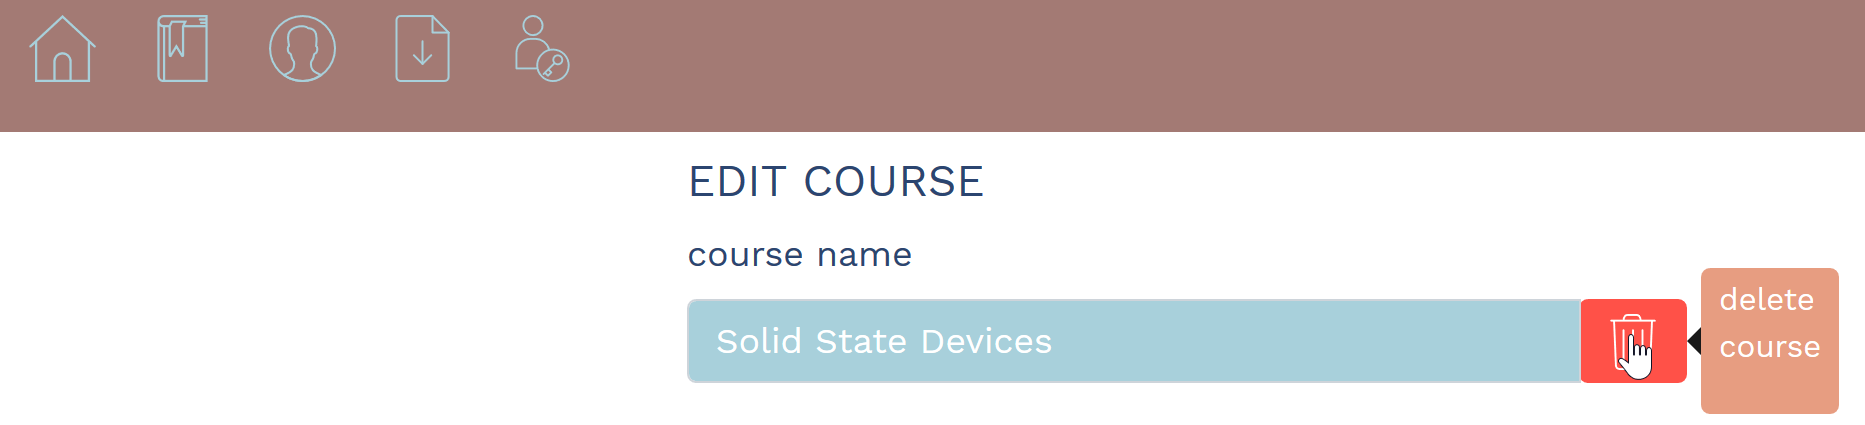 EDIT COURSE
course name
Solid State Devices
delete
course